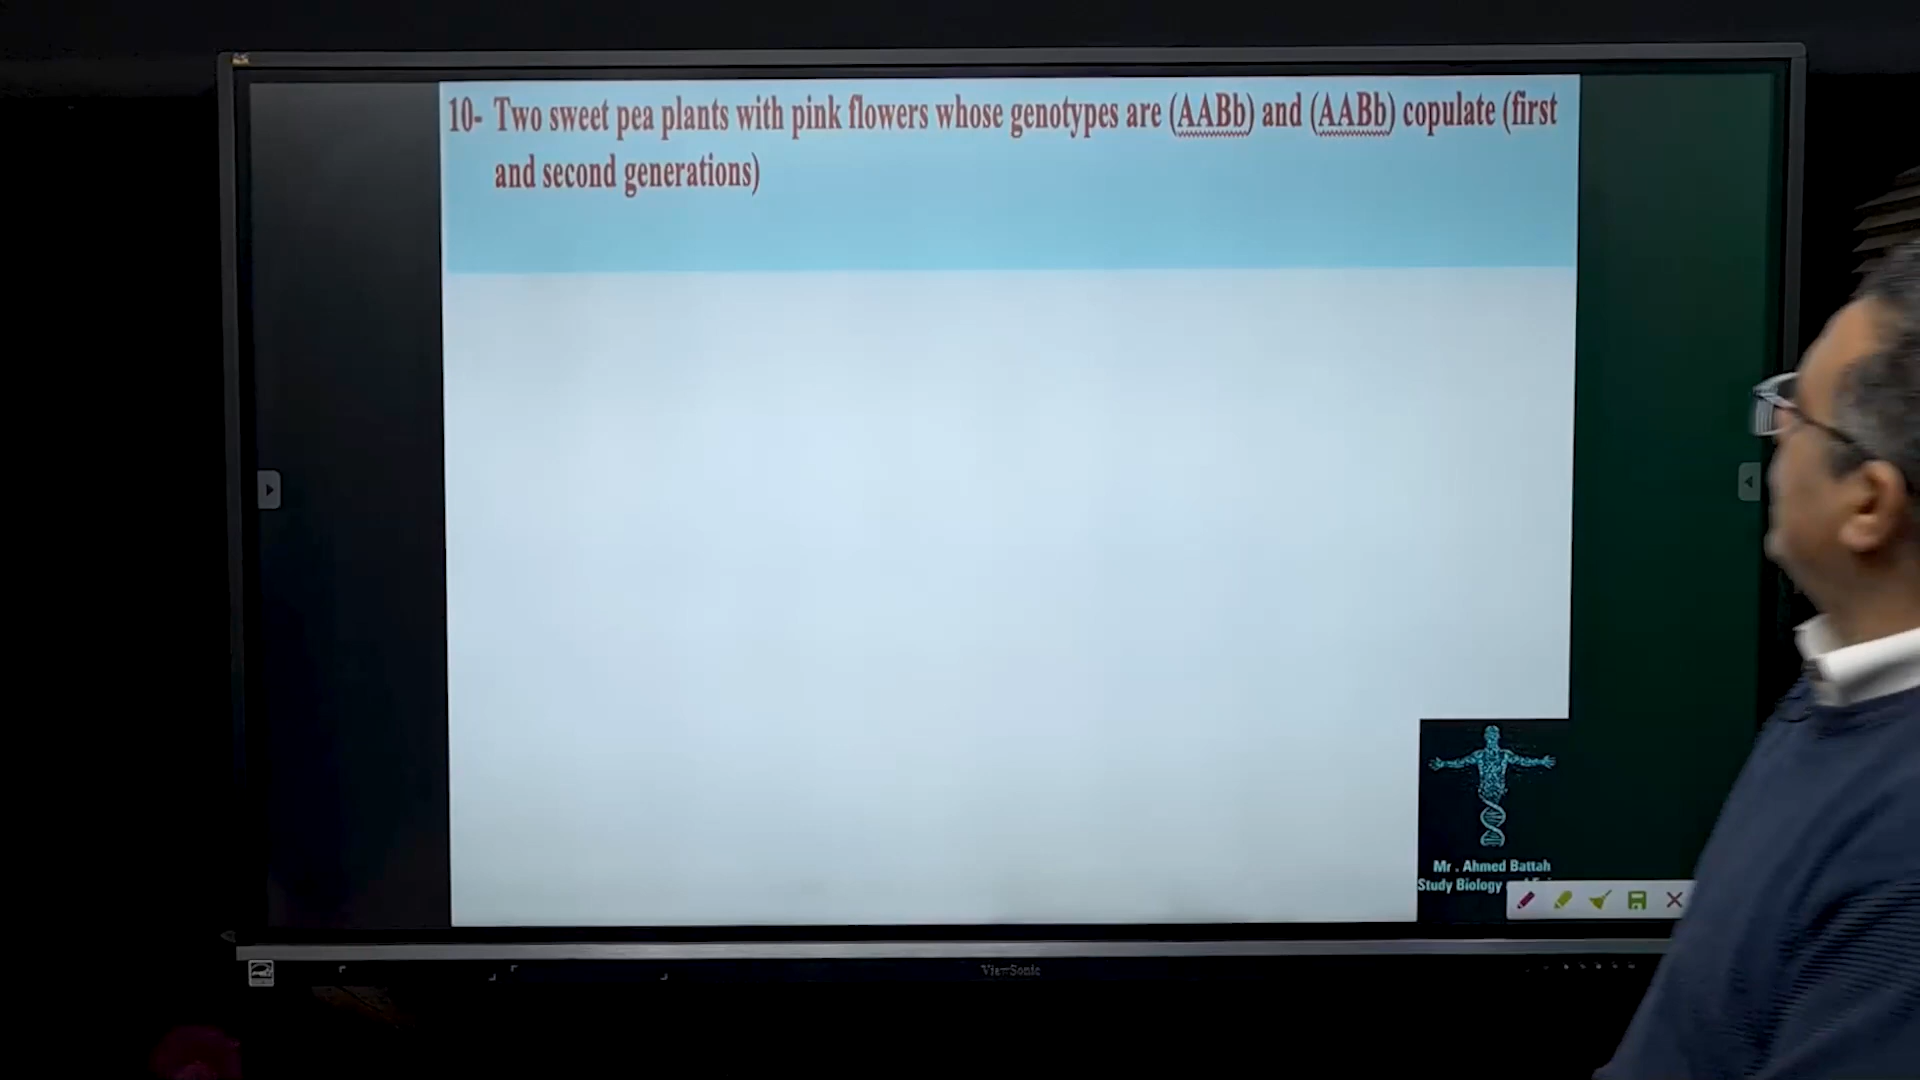 10- Two sweet pea plants with pink flowers whose genotypes are (AABb) and (AABb) copulate (first
and second generations)
Mr . Ahmed Battah
Study Biology
ViewSonic